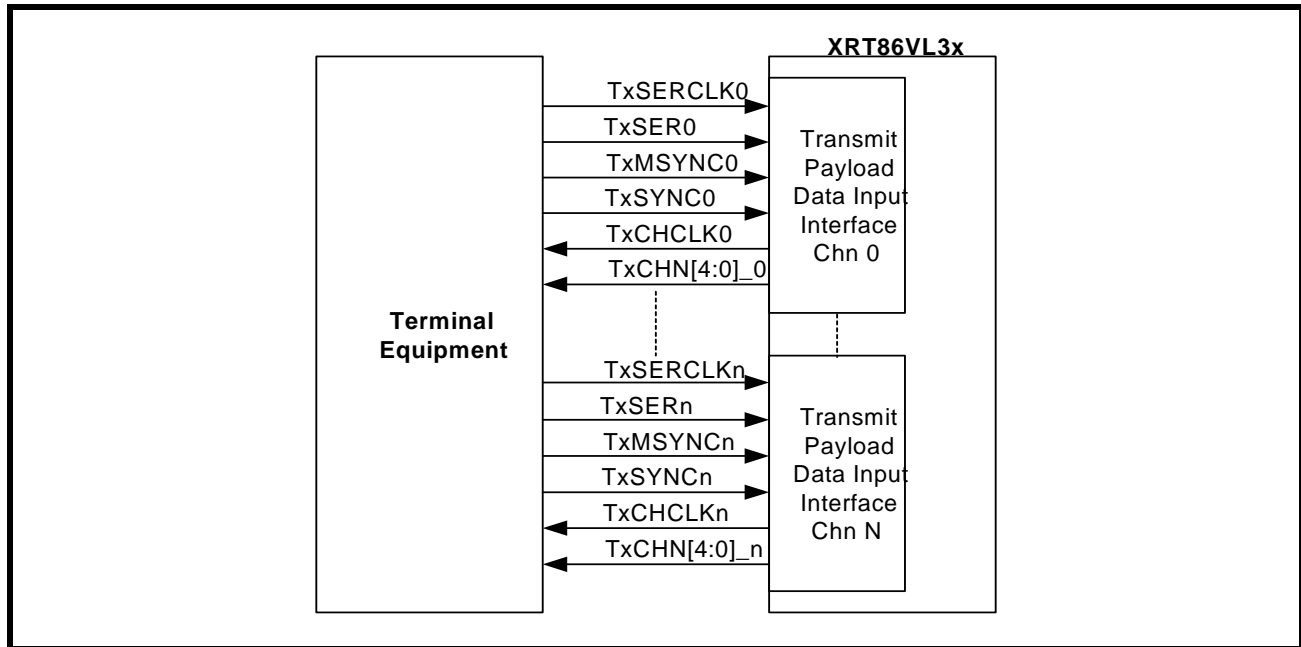 XRT86VL3x
TxSERCLK0
TxSER0
TxMSYNC0
TxSYNC0
TxCHCLK0
TxCHN[4:0]_0
Transmit
Payload
Data Input
Interface
Chn 0
Terminal
Equipment
TxSERCLKn
TxSERn
TxMSYNCn
TxSYNCn
TxCHCLKn
TxCHN[4:0]_n
Transmit
Payload
Data Input
Interface
Chn N